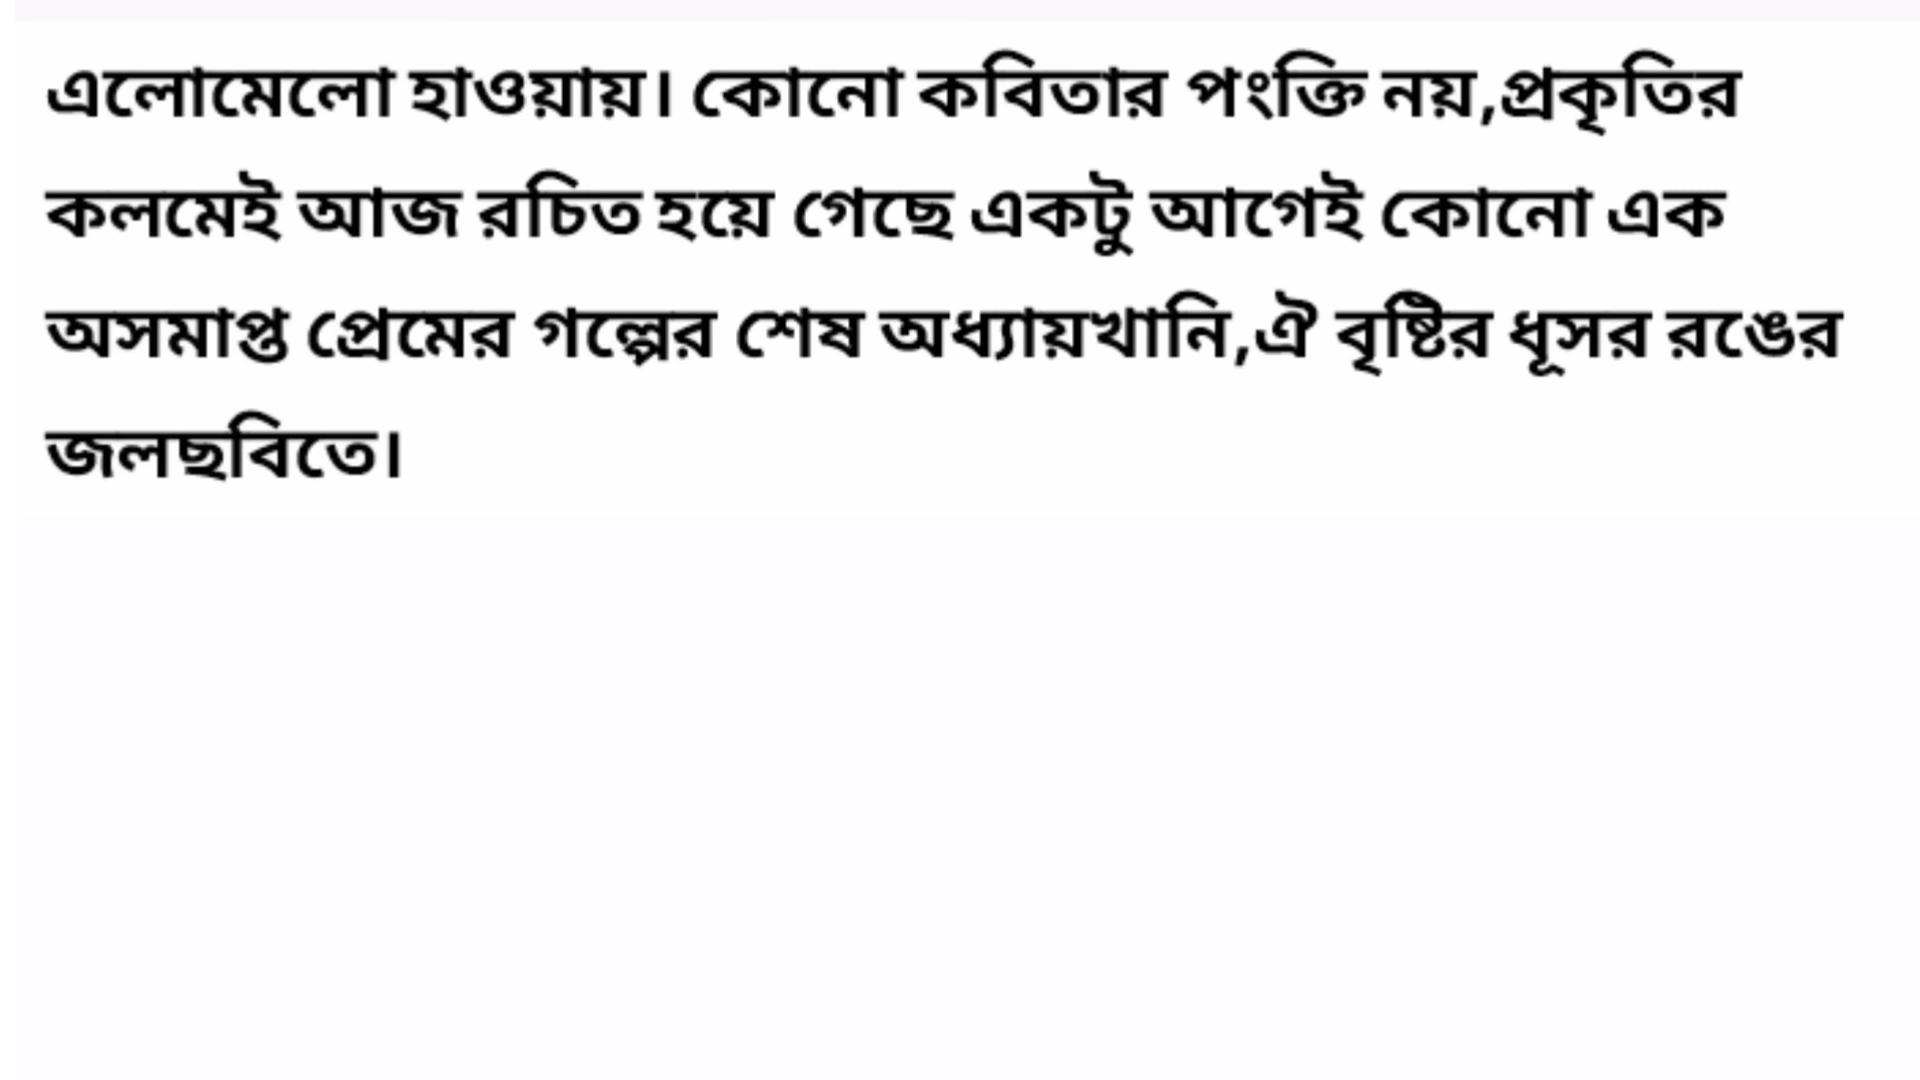 এলোমেলো হাওয়ায়। কোনো কবিতার পংক্তি নয়,প্রকৃতির
কলমেই আজ রচিত হয়ে গেছে একটু আগেই কোনো এক
অসমাপ্ত প্রেমের গল্পের শেষ অধ্যায়খানি,ঐ বৃষ্টির ধূসর রঙের
জলছবিতে।